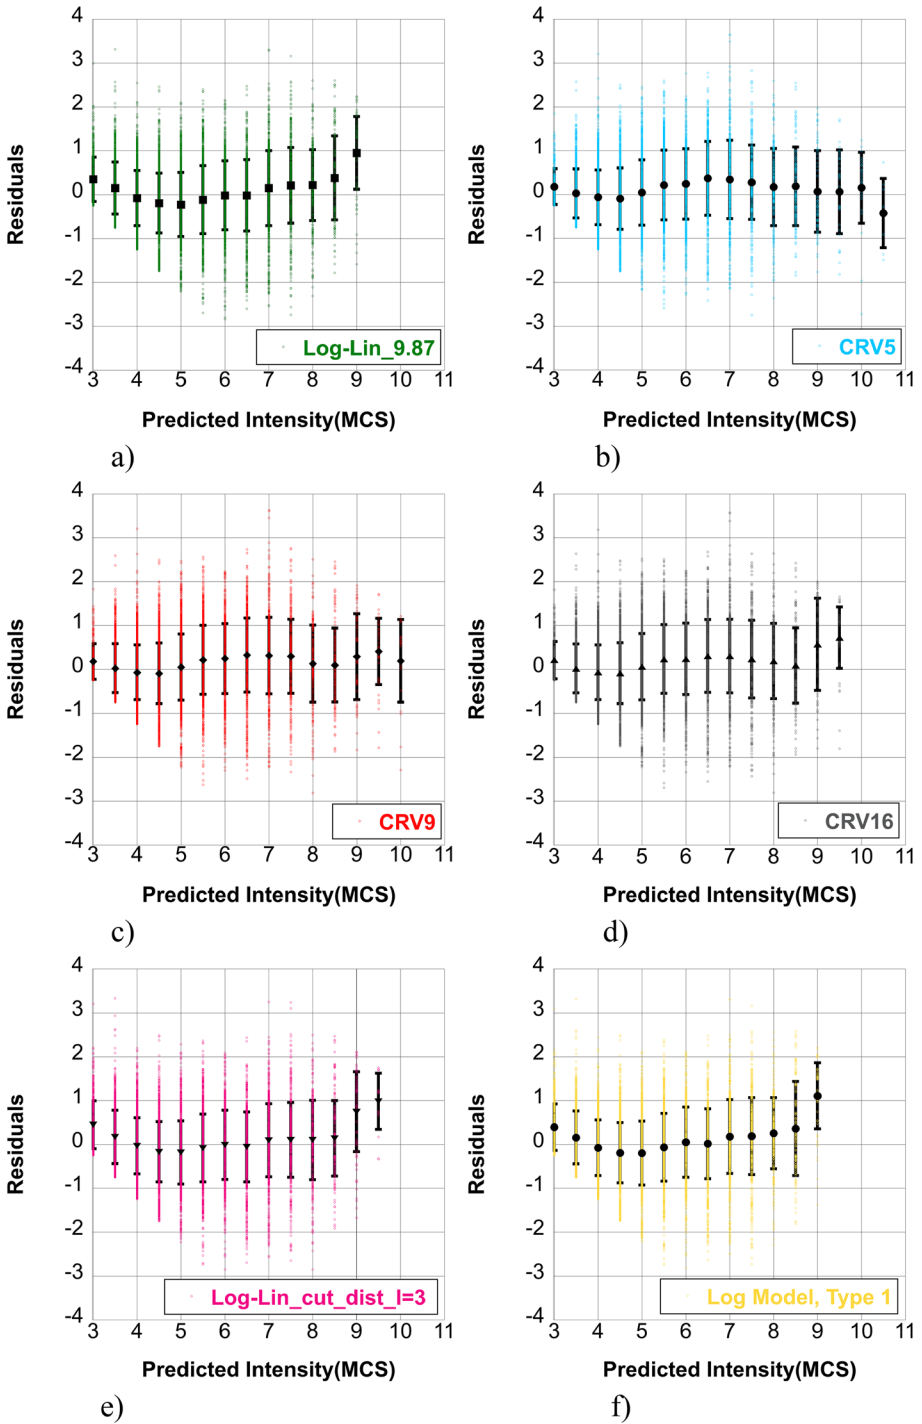 4 4
3 3
2 2
1 1
0 0
-1 -1
-2 -2
-3 -3
-4 -4
Residuals Residuals
Log-Lin_9.87 CRV5
3 4 5 6 7 8 9 10 11 3 4 5 6 7 8 9 10 11
Predicted Intensity(MCS) Predicted Intensity(MCS)
a) b)
4 4
3 3
2 2
1 1
0 0
-1 -1
-2 -2
-3 -3
-4 -4
Residuals Residuals
CRV9 CRV16
3 4 5 6 7 8 9 10 11 3 4 5 6 7 8 9 10 11
Predicted Intensity(MCS) Predicted Intensity(MCS)
c) d)
4 4
3 3
2 2
1 1
0 0
-1 -1
-2 -2
-3 -3
-4 -4
Residuals Residuals
Log-Lin_cut_dist_I=3 Log Model, Type 1
3 4 5 6 7 8 9 10 11 3 4 5 6 7 8 9 10 11
Predicted Intensity(MCS) Predicted Intensity(MCS)
e) f)